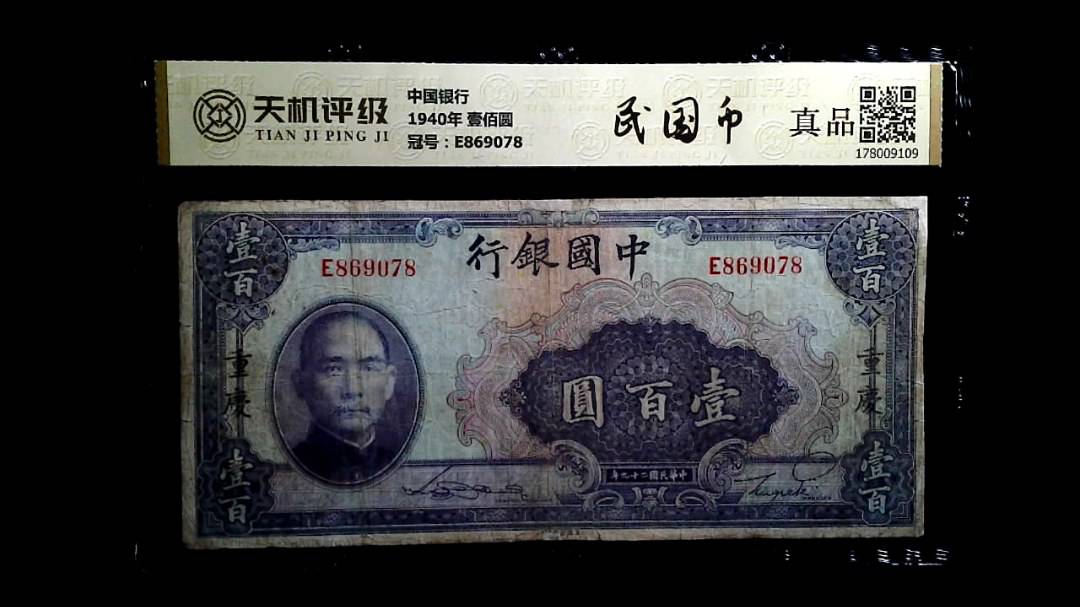 天机评级
TIAN JI PING JI
中国银行
1940年 壹佰圆
冠号：E869078
民国币
真品
178009109
壹百
壹百
行銀國中
E869078
E869078
重慶
重慶
圓百壹
年九十二國民華中
壹百
壹百